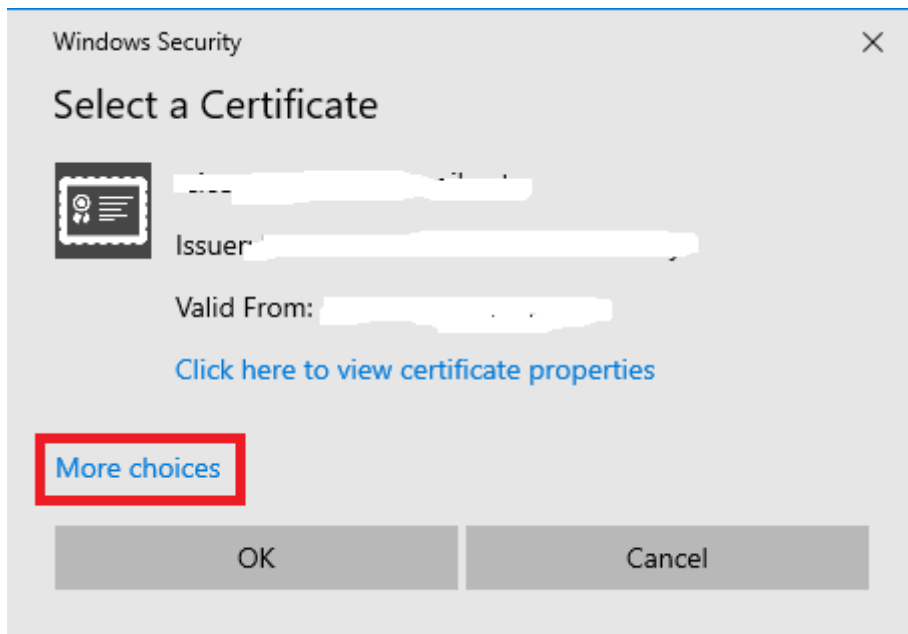 Windows Security
Select a Certificate
Issuer:
Valid From:
Click here to view certificate properties
More choices
OK
Cancel